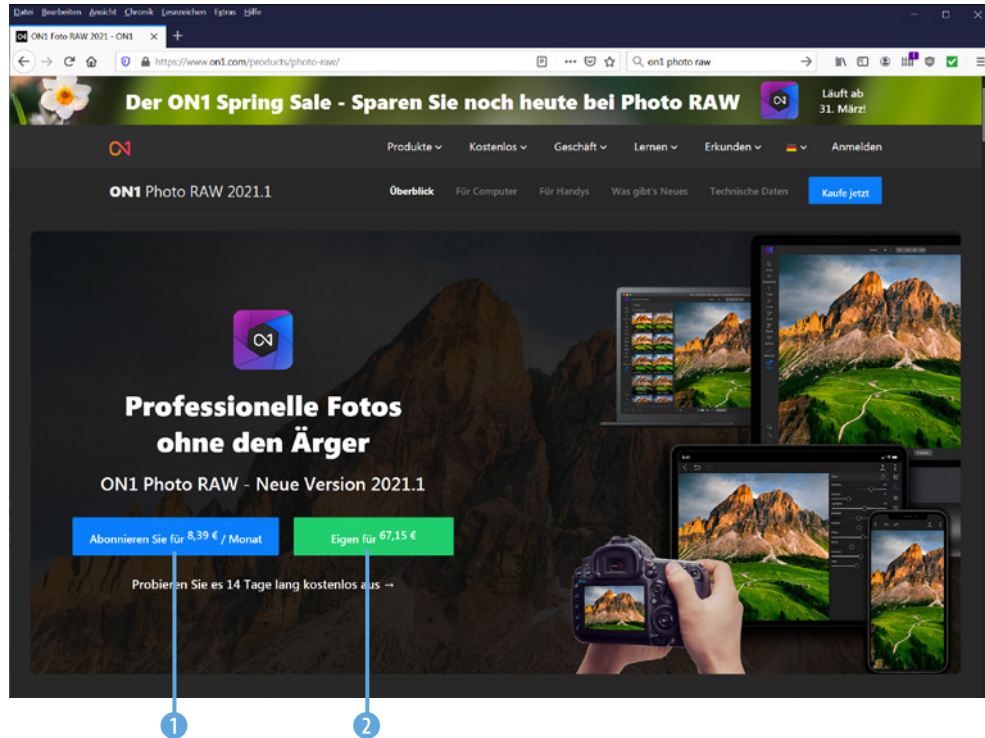 Datei Bearbeiten Ansicht Chronik Lesezeichen Extras Hilfe
ON1 Foto RAW 2021 - ON1
https://www.on1.com/products/photo-raw/
on1 photo raw
Der ON1 Spring Sale - Sparen Sie noch heute bei Photo RAW
Läuft ab
31. März!
Produkte Kostenlos Geschäft Lernen Erkunden Anmelden
ON1 Photo RAW 2021.1
Überblick Für Computer Für Handys Was gibt's Neues Technische Daten Kaufe jetzt
Professionelle Fotos
ohne den Ärger
ON1 Photo RAW - Neue Version 2021.1
Abonnieren Sie für 8,39 € / Monat
Eigen für 67,15 €
Probieren Sie es 14 Tage lang kostenlos aus →
1 2